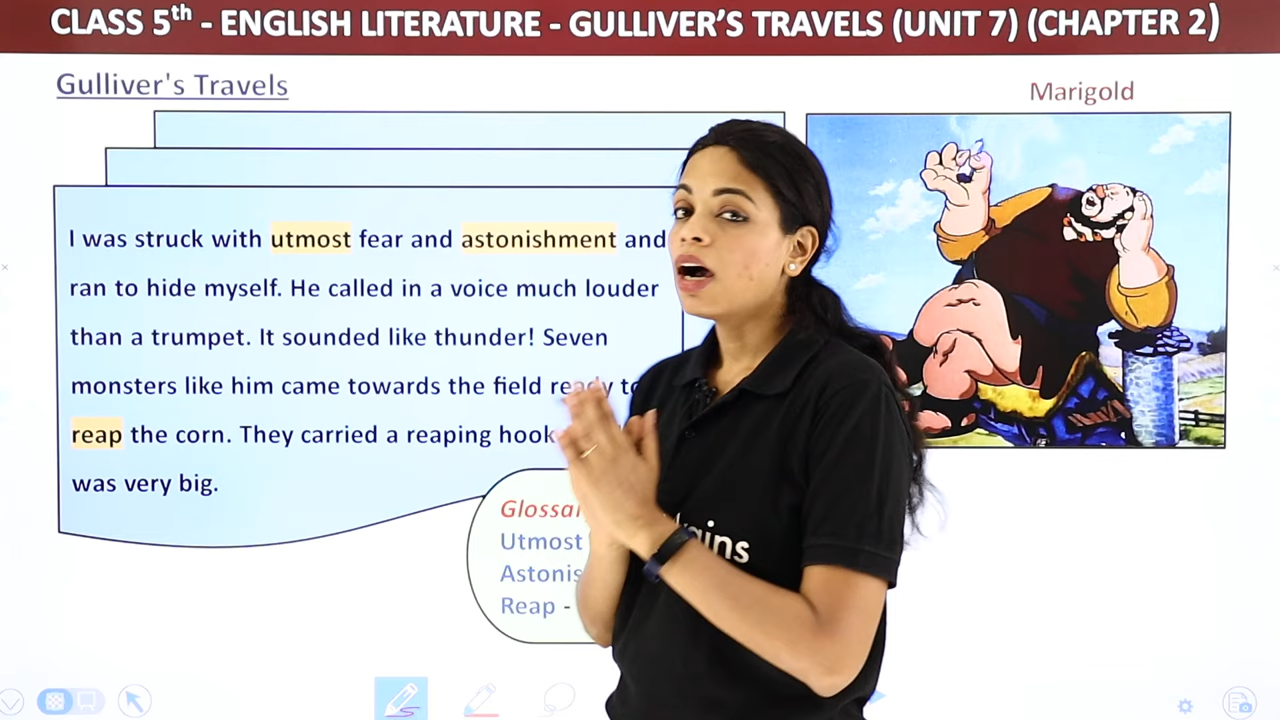 CLASS 5th - ENGLISH LITERATURE - GULLIVER'S TRAVELS (UNIT 7) (CHAPTER 2)
Gulliver's Travels
Marigold
I was struck with utmost fear and astonishment and
ran to hide myself. He called in a voice much louder
than a trumpet. It sounded like thunder! Seven
monsters like him came towards the field ready to
reap the corn. They carried a reaping hook
was very big.
Utmost
Reap -